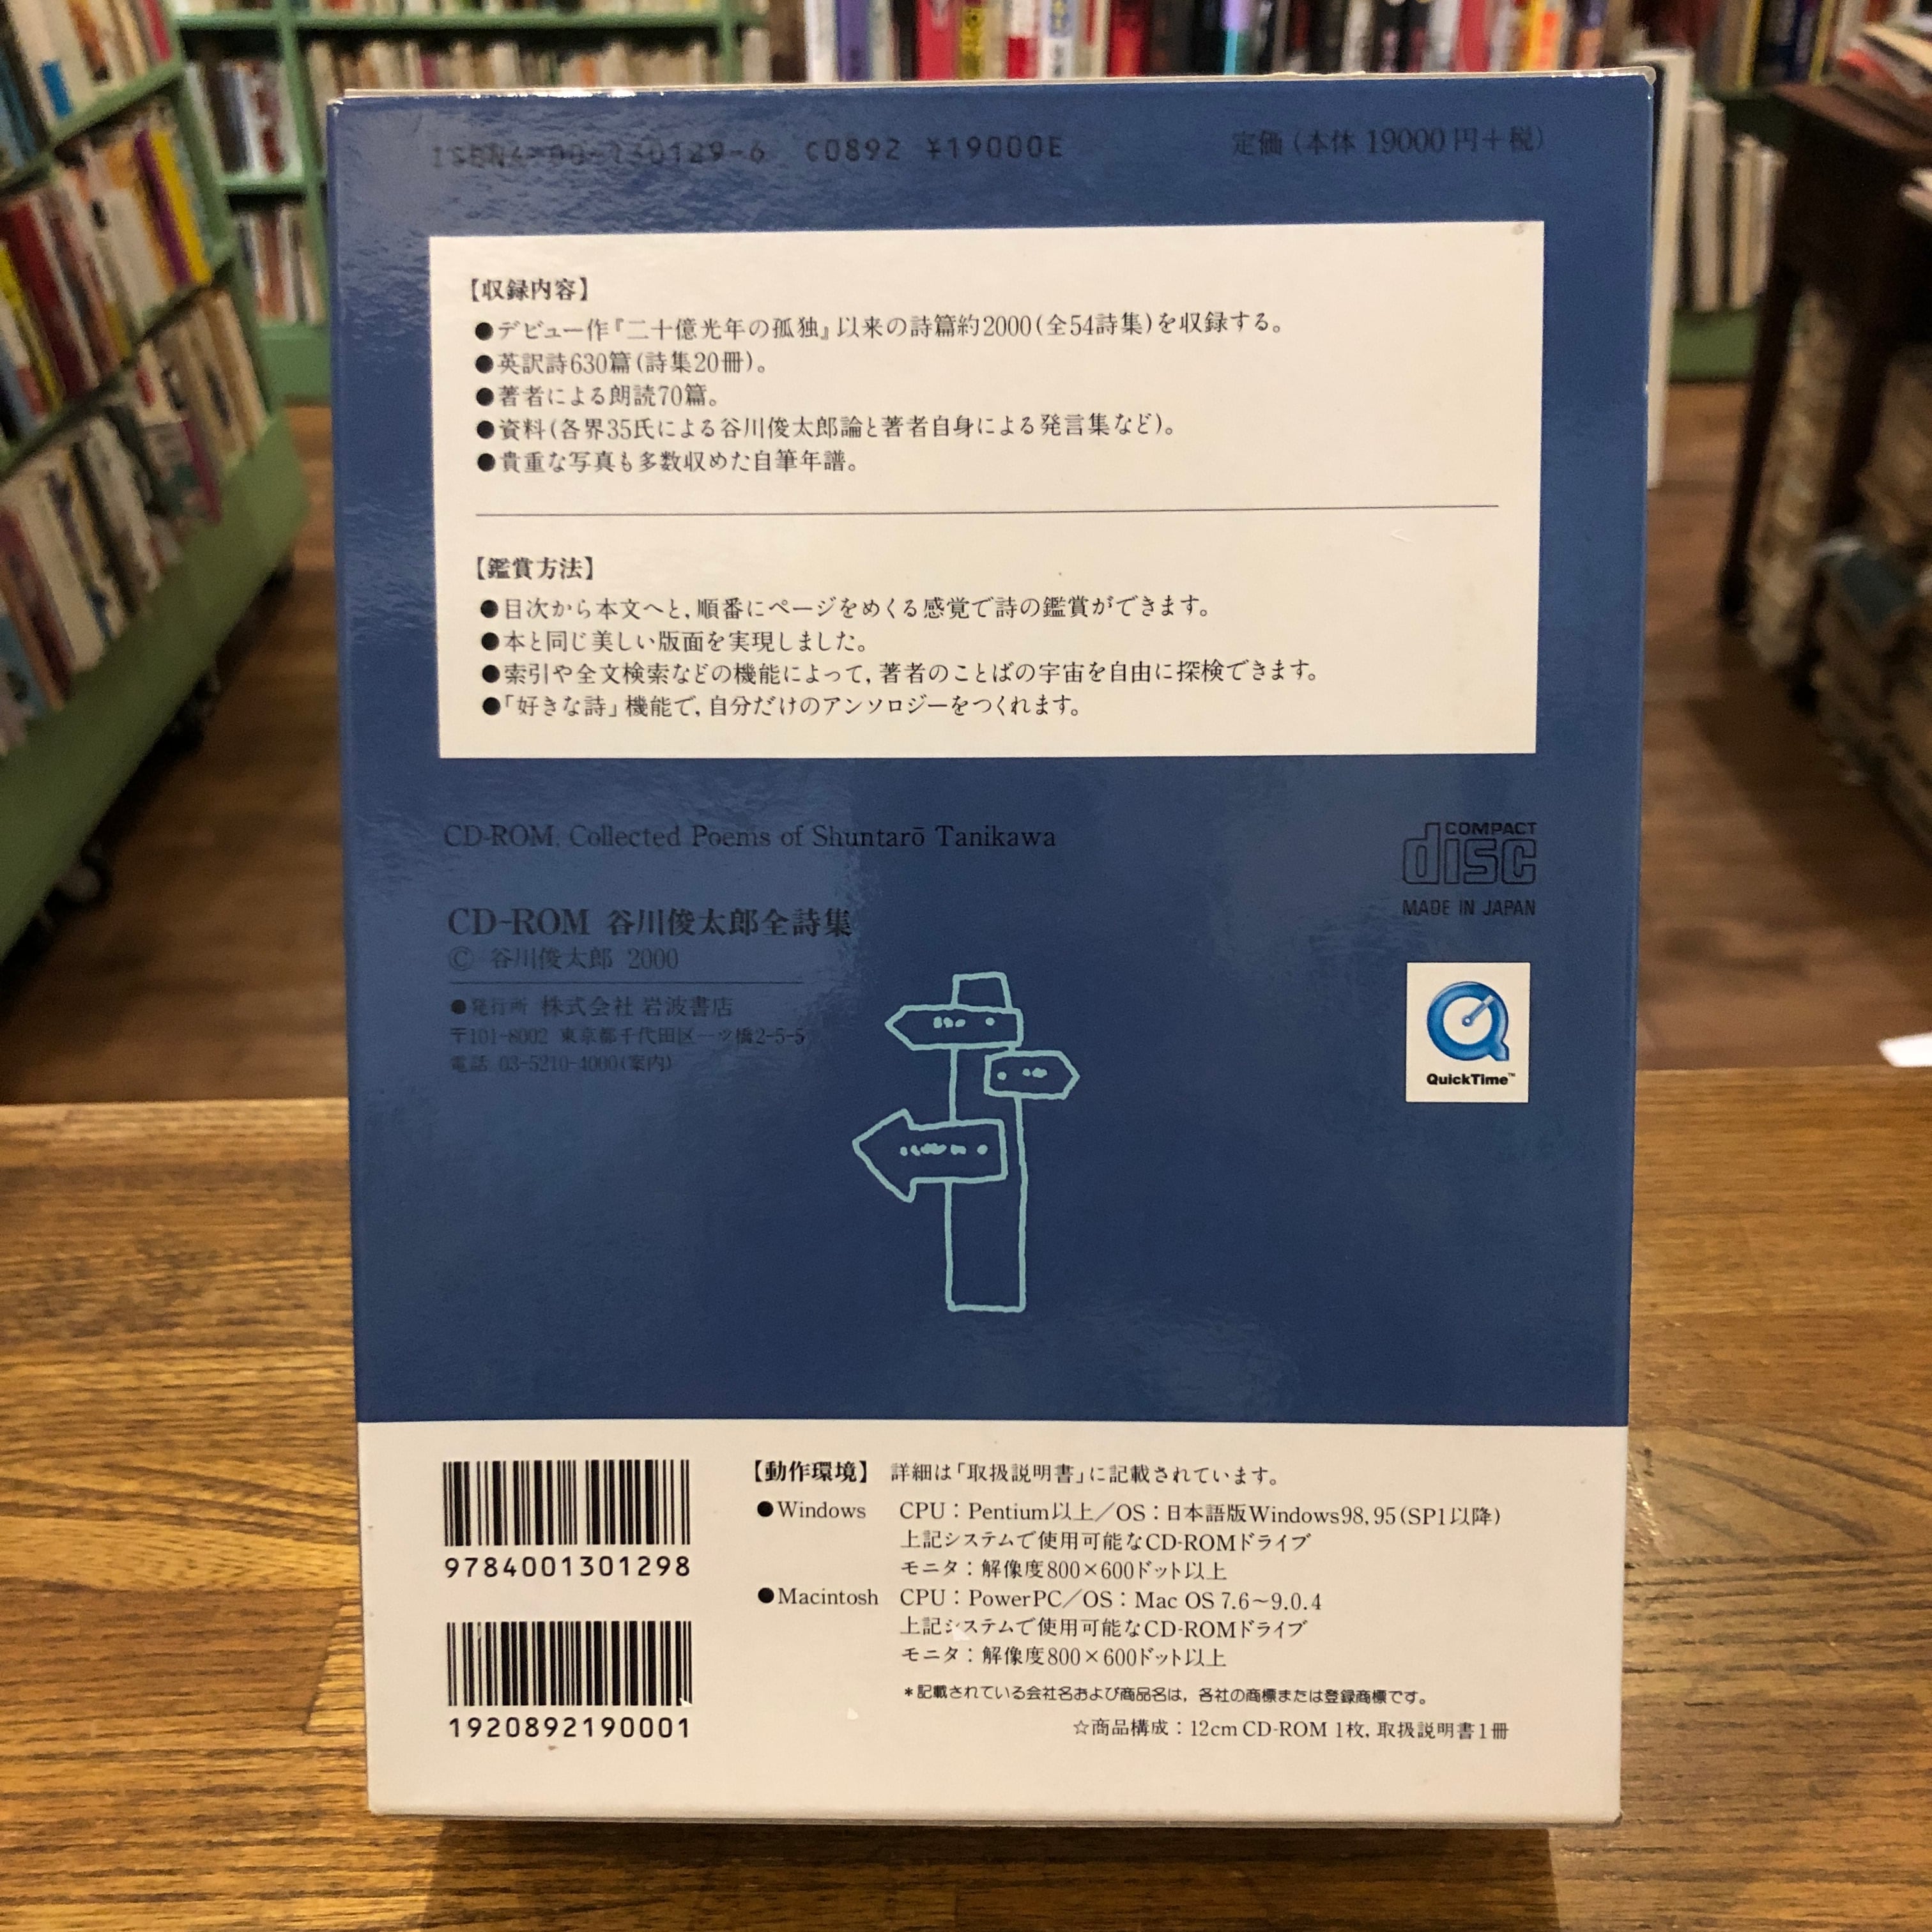 ISBN4-00-130129-6 C0892 ¥19000E
定価(本体 19000円+税)
【収録内容】
●デビュー作『二十億光年の孤独』以来の詩篇約2000(全54詩集)を収録する。
●英訳詩630篇(詩集20冊)。
●著者による朗読70篇。
●資料(各界35氏による谷川俊太郎論と著者自身による発言集など)。
●貴重な写真も多数収めた自筆年譜。
【鑑賞方法】
●目次から本文へと,順番にページをめくる感覚で詩の鑑賞ができます。
●本と同じ美しい版面を実現しました。
●索引や全文検索などの機能によって,著者のことばの宇宙を自由に探検できます。
●「好きな詩」機能で,自分だけのアンソロジーをつくれます。
CD-ROM, Collected Poems of Shuntarō Tanikawa
COMPACT
disc
MADE IN JAPAN
CD-ROM 谷川俊太郎全詩集
© 谷川俊太郎 2000
●発行所 株式会社 岩波書店
〒101-8002 東京都千代田区一ツ橋2-5-5
電話 03-5210-4000(案内)
QuickTime™
9784001301298
1920892190001
【動作環境】 詳細は「取扱説明書」に記載されています。
●Windows CPU:Pentium以上/OS:日本語版Windows98,95(SP1以降)
上記システムで使用可能なCD-ROMドライブ
モニタ:解像度800×600ドット以上
●Macintosh CPU:PowerPC/OS:Mac OS 7.6~9.0.4
上記システムで使用可能なCD-ROMドライブ
モニタ:解像度800×600ドット以上
*記載されている会社名および商品名は,各社の商標または登録商標です。
☆商品構成:12cm CD-ROM 1枚,取扱説明書1冊